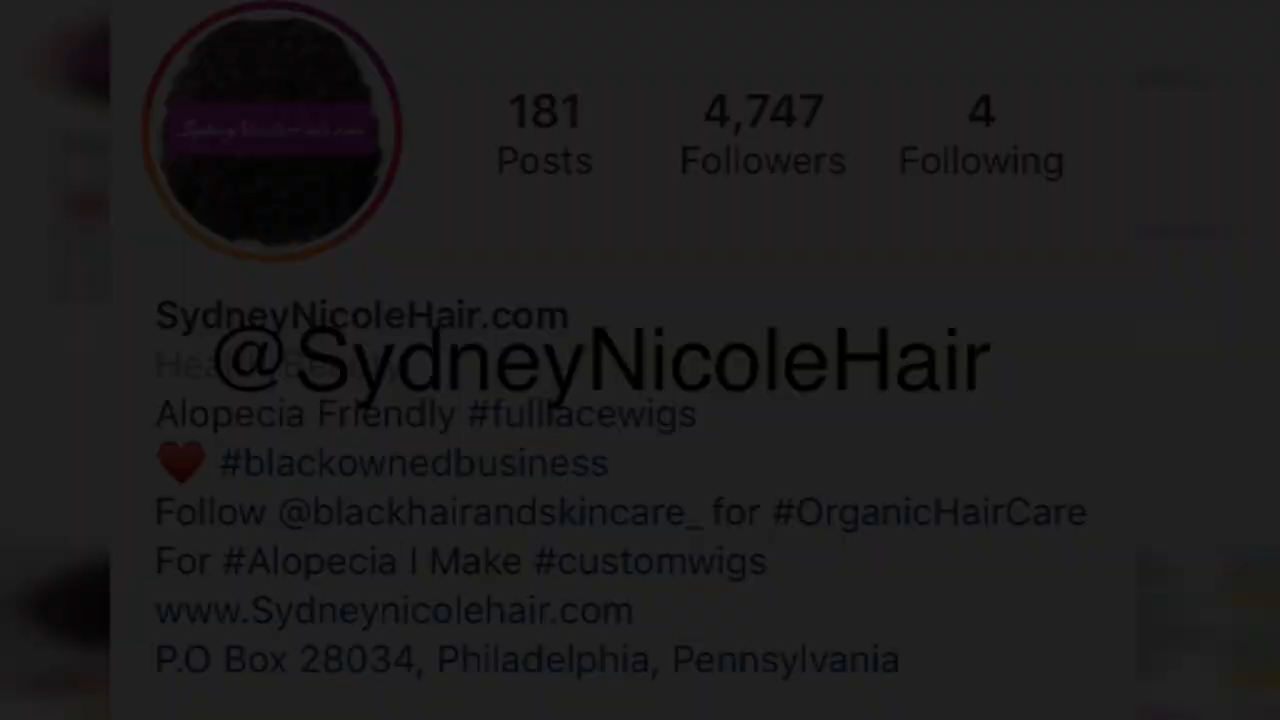 181 4,747 4
Posts Followers Following
SydneyNicoleHair.com
@SydneyNicoleHair
Alopecia Friendly #fulllacewigs
❤️ #blackownedbusiness
Follow @blackhairandskincare_ for #OrganicHairCare
For #Alopecia I Make #customwigs
www.Sydneynicolehair.com
P.O Box 28034, Philadelphia, Pennsylvania